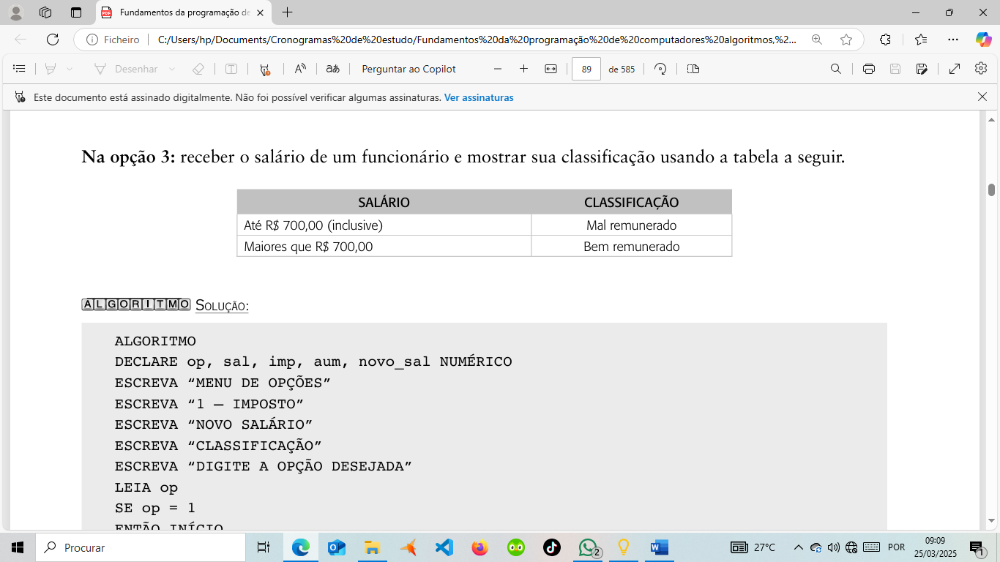 Fundamentos da programação de
Ficheiro
C:/Users/hp/Documents/Cronogramas%20de%20estudo/Fundamentos%20da%20programação%20de%20computadores%20algoritmos,%2...
Desenhar
Perguntar ao Copilot
89
de 585
Este documento está assinado digitalmente. Não foi possível verificar algumas assinaturas. Ver assinaturas
Na opção 3: receber o salário de um funcionário e mostrar sua classificação usando a tabela a seguir.
SALÁRIO CLASSIFICAÇÃO
Até R$ 700,00 (inclusive) Mal remunerado
Maiores que R$ 700,00 Bem remunerado
ALGORITMO SOLUÇÃO:
ALGORITMO
DECLARE op, sal, imp, aum, novo_sal NUMÉRICO
ESCREVA “MENU DE OPÇÕES”
ESCREVA “1 – IMPOSTO”
ESCREVA “NOVO SALÁRIO”
ESCREVA “CLASSIFICAÇÃO”
ESCREVA “DIGITE A OPÇÃO DESEJADA”
LEIA op
SE op = 1
ENTÃO INÍCIO
Procurar
2
27°C
POR
09:09
25/03/2025
1